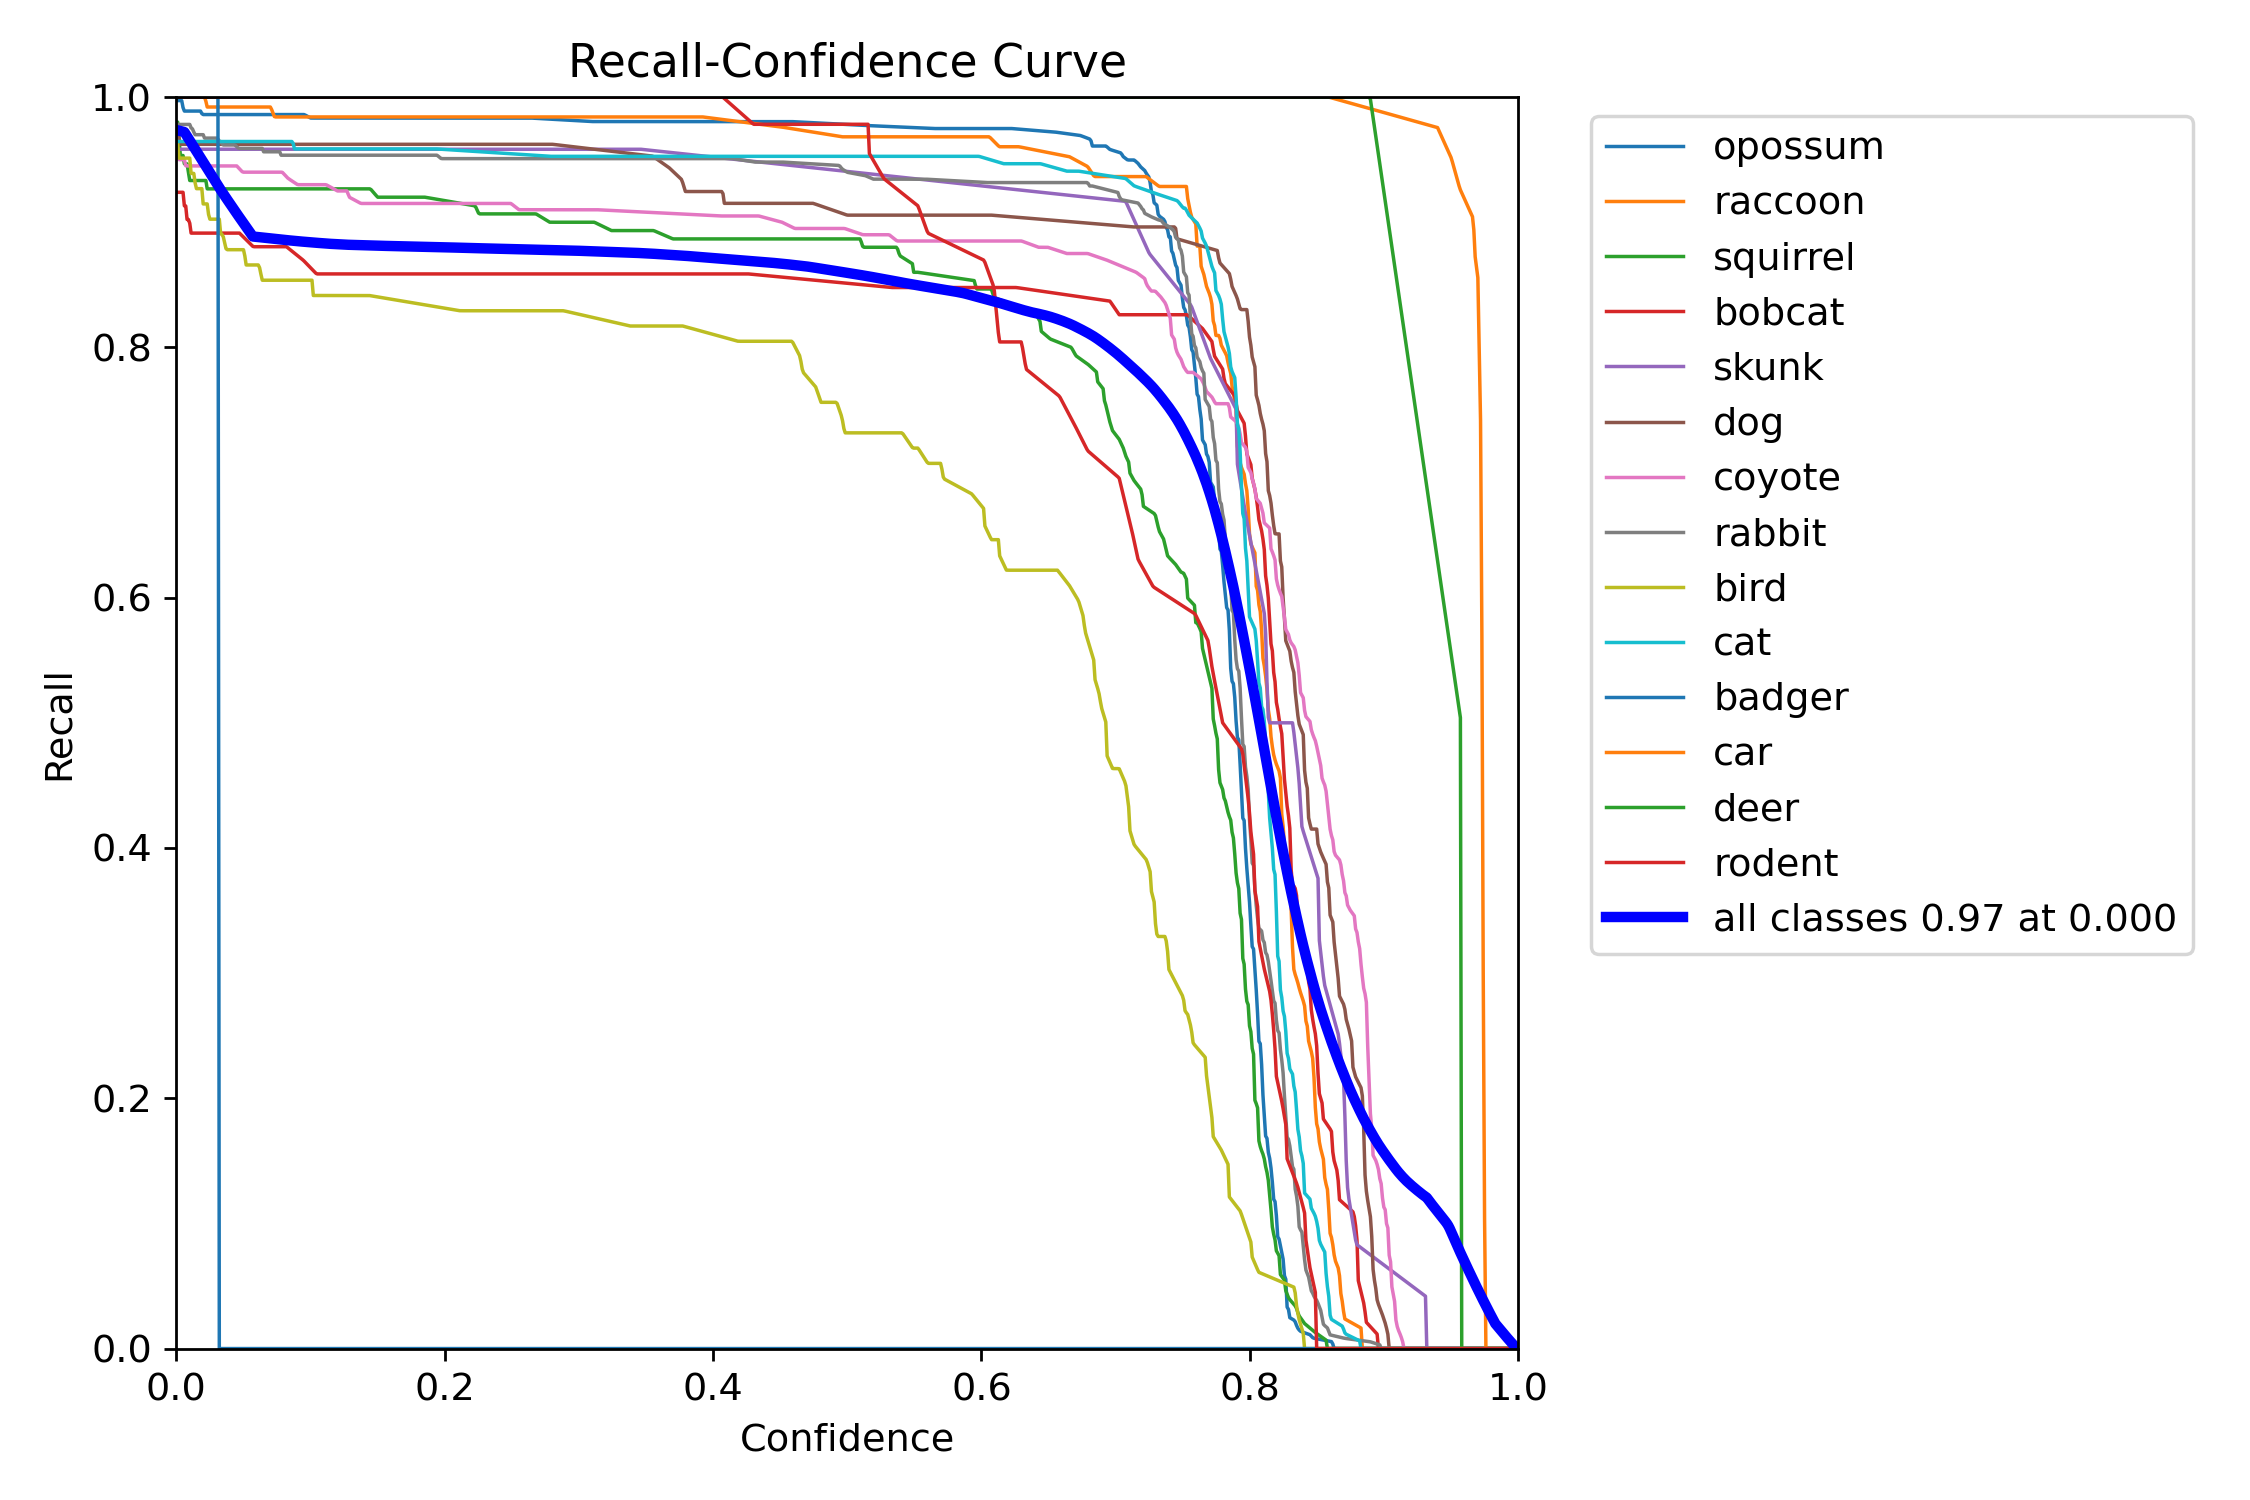 Recall-Confidence Curve
1.0
0.8
0.6
0.4
0.2
0.0
Recall
0.0 0.2 0.4 0.6 0.8 1.0
Confidence
opossum
raccoon
squirrel
bobcat
skunk
dog
coyote
rabbit
bird
cat
badger
car
deer
rodent
all classes 0.97 at 0.000